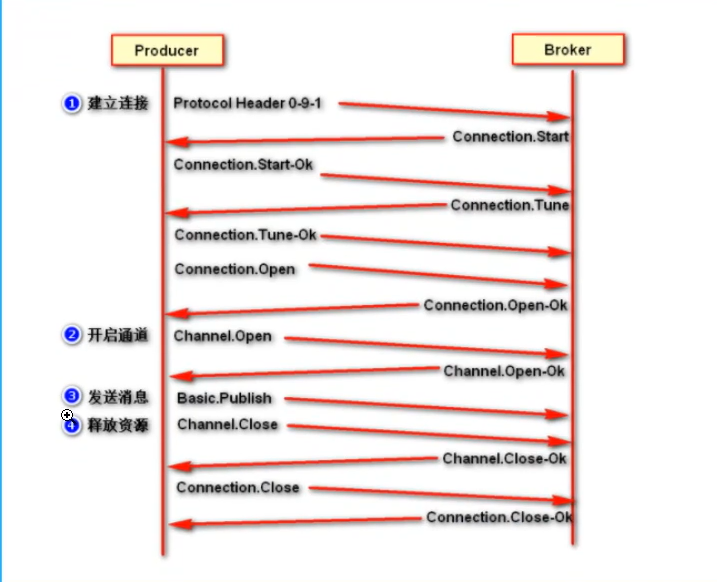 Producer Broker
1 建立连接 Protocol Header 0-9-1
Connection.Start
Connection.Start-Ok
Connection.Tune
Connection.Tune-Ok
Connection.Open
Connection.Open-Ok
2 开启通道 Channel.Open
Channel.Open-Ok
3 发送消息 Basic.Publish
4 释放资源 Channel.Close
Channel.Close-Ok
Connection.Close
Connection.Close-Ok